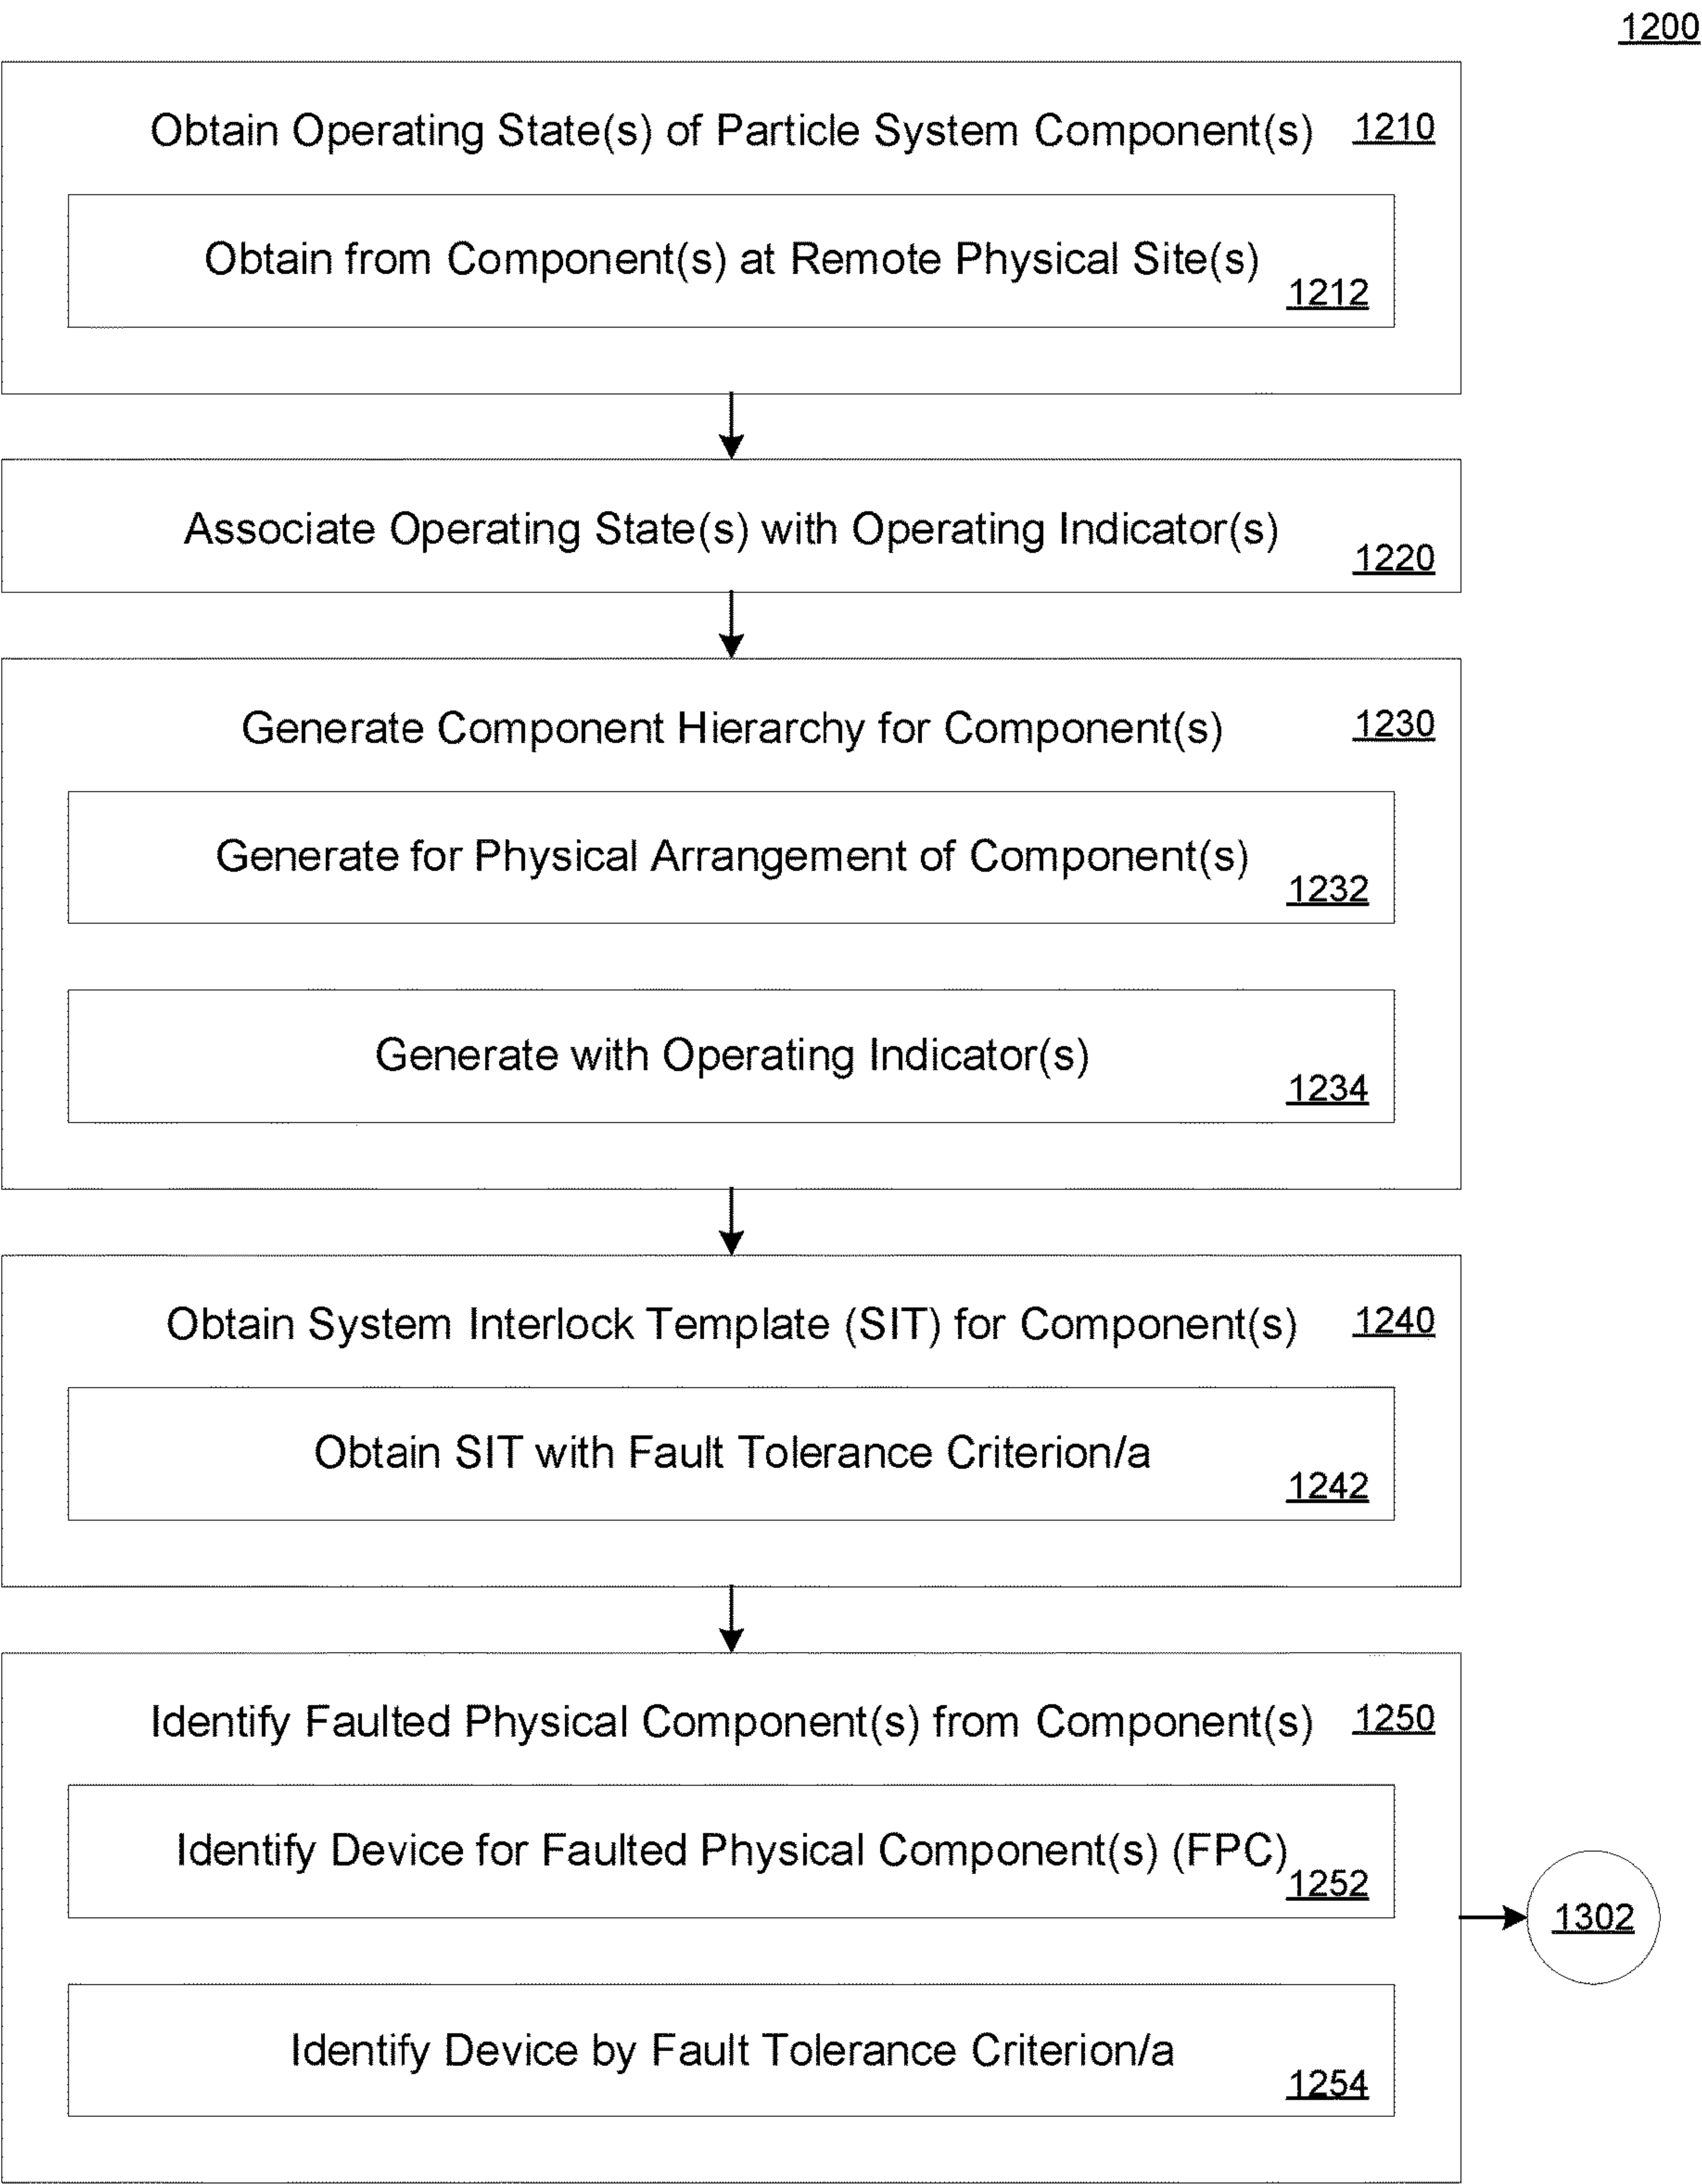 1200
Obtain Operating State(s) of Particle System Component(s) 1210
Obtain from Component(s) at Remote Physical Site(s)
1212
Associate Operating State(s) with Operating Indicator(s)
1220
Generate Component Hierarchy for Component(s) 1230
Generate for Physical Arrangement of Component(s)
1232
Generate with Operating Indicator(s)
1234
Obtain System Interlock Template (SIT) for Component(s) 1240
Obtain SIT with Fault Tolerance Criterion/a
1242
Identify Faulted Physical Component(s) from Component(s) 1250
Identify Device for Faulted Physical Component(s) (FPC)
1252
1302
Identify Device by Fault Tolerance Criterion/a
1254